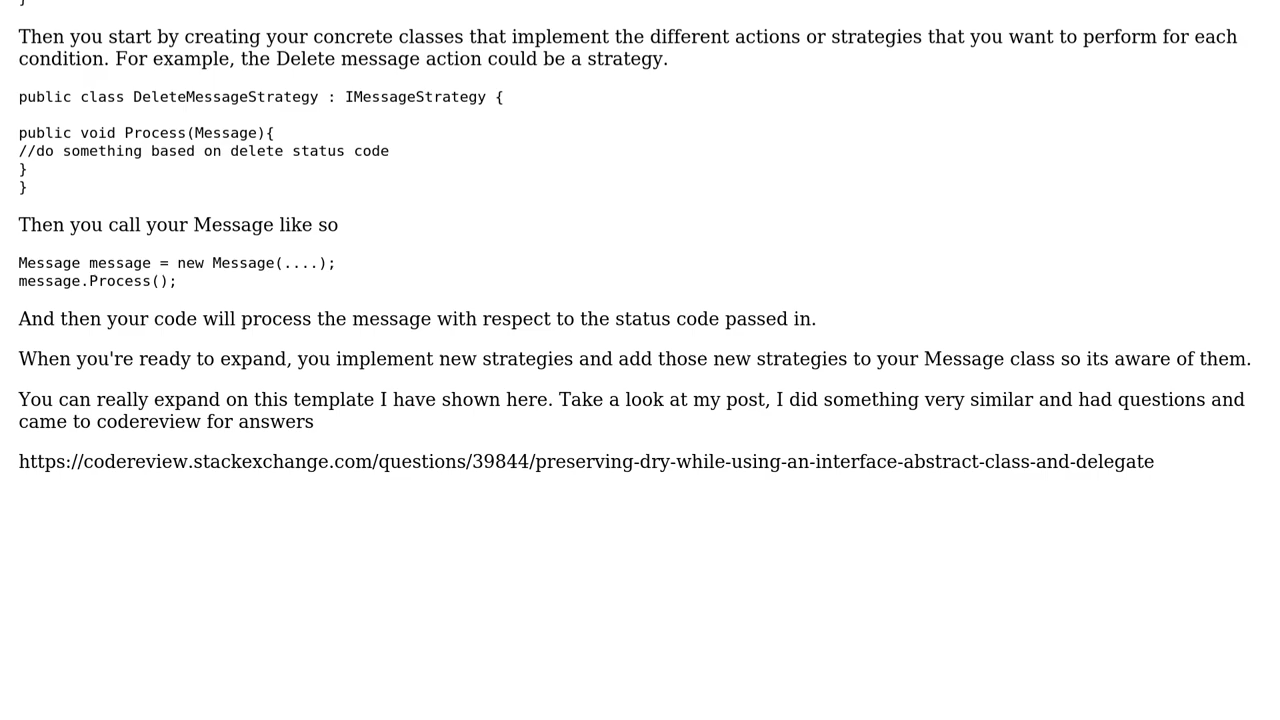 }
Then you start by creating your concrete classes that implement the different actions or strategies that you want to perform for each
condition. For example, the Delete message action could be a strategy.
public class DeleteMessageStrategy : IMessageStrategy {
public void Process(Message){
//do something based on delete status code
}
}
Then you call your Message like so
Message message = new Message(....);
message.Process();
And then your code will process the message with respect to the status code passed in.
When you're ready to expand, you implement new strategies and add those new strategies to your Message class so its aware of them.
You can really expand on this template I have shown here. Take a look at my post, I did something very similar and had questions and
came to codereview for answers
https://codereview.stackexchange.com/questions/39844/preserving-dry-while-using-an-interface-abstract-class-and-delegate